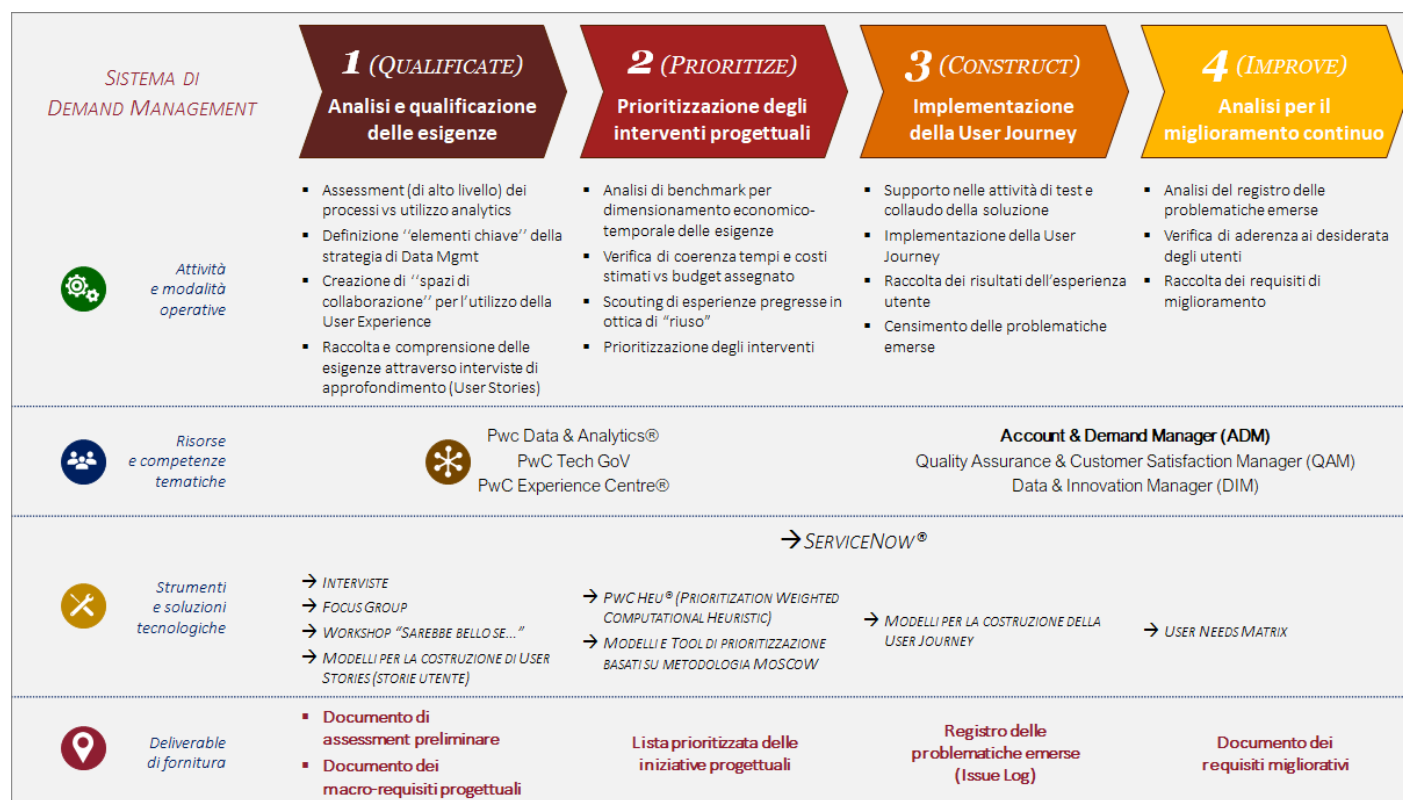 SISTEMA DI
DEMAND MANAGEMENT
1 (QUALIFICATE)
Analisi e qualificazione
delle esigenze
2 (PRIORITIZE)
Prioritizzazione degli
interventi progettuali
3 (CONSTRUCT)
Implementazione
della User Journey
4 (IMPROVE)
Analisi per il
miglioramento continuo
Attività
e modalità
operative
▪ Assessment (di alto livello) dei
processi vs utilizzo analytics
▪ Definizione ‘‘elementi chiave’’ della
strategia di Data Mgmt
▪ Creazione di ‘‘spazi di
collaborazione’’ per l’utilizzo della
User Experience
▪ Raccolta e comprensione delle
esigenze attraverso interviste di
approfondimento (User Stories)
▪ Analisi di benchmark per
dimensionamento economico-
temporale delle esigenze
▪ Verifica di coerenza tempi e costi
stimati vs budget assegnato
▪ Scouting di esperienze pregresse in
ottica di “riuso”
▪ Prioritizzazione degli interventi
▪ Supporto nelle attività di test e
collaudo della soluzione
▪ Implementazione della User
Journey
▪ Raccolta dei risultati dell’esperienza
utente
▪ Censimento delle problematiche
emerse
▪ Analisi del registro delle
problematiche emerse
▪ Verifica di aderenza ai desiderata
degli utenti
▪ Raccolta dei requisiti di
miglioramento
Risorse
e competenze
tematiche
Pwc Data & Analytics®
PwC Tech GoV
PwC Experience Centre®
Account & Demand Manager (ADM)
Quality Assurance & Customer Satisfaction Manager (QAM)
Data & Innovation Manager (DIM)
Strumenti
e soluzioni
tecnologiche
→ SERVICENOW®
→ INTERVISTE
→ FOCUS GROUP
→ WORKSHOP “SAREBBE BELLO SE...”
→ MODELLI PER LA COSTRUZIONE DI USER
STORIES (STORIE UTENTE)
→ PWC HEU® (PRIORITIZATION WEIGHTED
COMPUTATIONAL HEURISTIC)
→ MODELLI E TOOL DI PRIORITIZZAZIONE
BASATI SU METODOLOGIA MOSCOW
→ MODELLI PER LA COSTRUZIONE DELLA
USER JOURNEY
→ USER NEEDS MATRIX
Deliverable
di fornitura
▪ Documento di
assessment preliminare
▪ Documento dei
macro-requisiti progettuali
Lista prioritizzata delle
iniziative progettuali
Registro delle
problematiche emerse
(Issue Log)
Documento dei
requisiti migliorativi